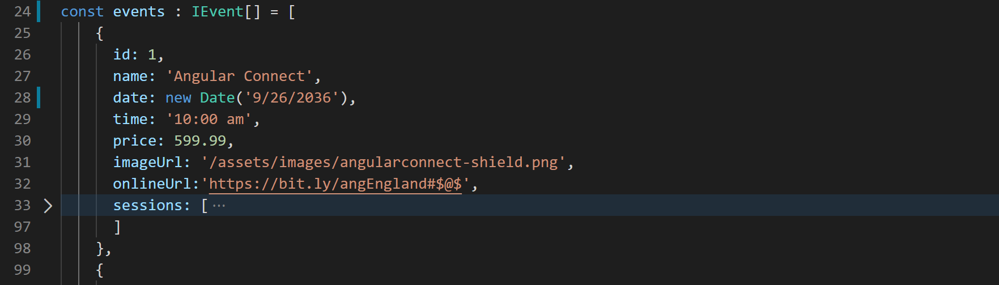 24 const events : IEvent[] = [
25 {
26 id: 1,
27 name: 'Angular Connect',
28 date: new Date('9/26/2036'),
29 time: '10:00 am',
30 price: 599.99,
31 imageUrl: '/assets/images/angularconnect-shield.png',
32 onlineUrl:'https://bit.ly/angEngland#$@$',
33 sessions: [ ···
97 ]
98 },
99 {